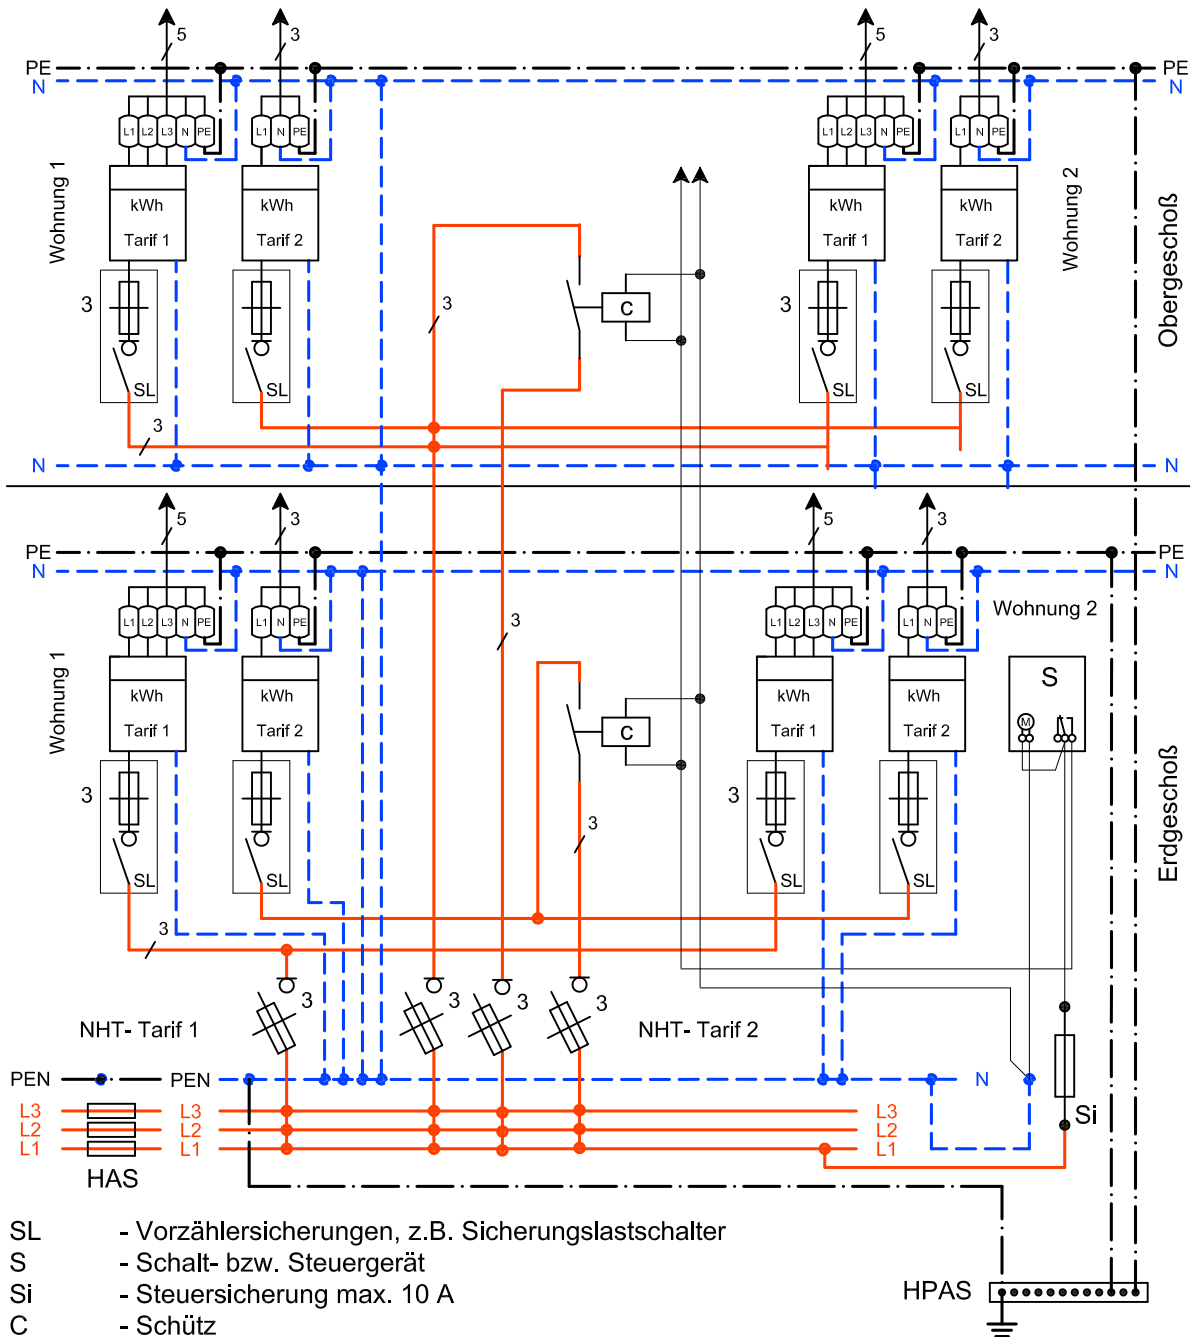 5 3 5 3
PE PE
N N
L1 L2 L3 N PE L1 N PE L1 L2 L3 N PE L1 N PE
Wohnung 1
kWh kWh kWh kWh
Tarif 1 Tarif 2 Tarif 1 Tarif 2
Wohnung 2
Obergeschoß
3 3 C 3
SL SL SL SL
3
N N
5 3 5 3
PE PE
N N
L1 L2 L3 N PE L1 N PE L1 L2 L3 N PE L1 N PE
Wohnung 2
3
Wohnung 1
kWh kWh kWh kWh
Tarif 1 Tarif 2 C Tarif 1 Tarif 2
S
M
Erdgeschoß
3 3 3
SL SL SL SL
3
3 3 3
NHT- Tarif 1 NHT- Tarif 2
PEN PEN N
L3 L3 L3
L2 L2 L2
L1 L1 L1
Si
HAS
SL - Vorzählersicherungen, z.B. Sicherungslastschalter
S - Schalt- bzw. Steuergerät
Si - Steuersicherung max. 10 A
C - Schütz
HPAS